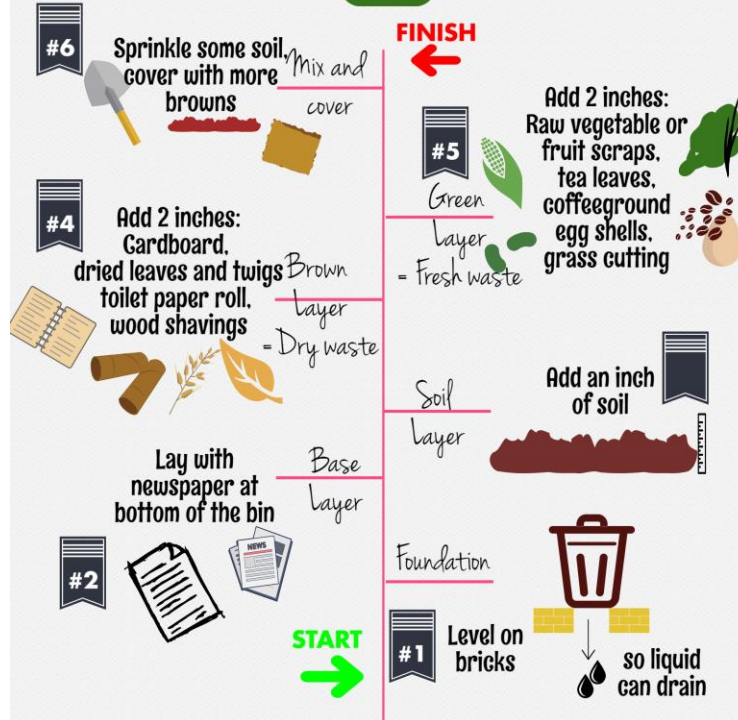 FINISH
#6
Sprinkle some soil,
cover with more
browns
Mix and
cover
#5
Add 2 inches:
Raw vegetable or
fruit scraps,
tea leaves,
coffeeground
egg shells,
grass cutting
Green
Layer
= Fresh waste
#4
Add 2 inches:
Cardboard,
dried leaves and twigs
toilet paper roll,
wood shavings
Brown
Layer
= Dry waste
Add an inch
of soil
Soil
Layer
Lay with
newspaper at
bottom of the bin
Base
Layer
#2
NEWS
Foundation
START
#1
Level on
bricks
so liquid
can drain